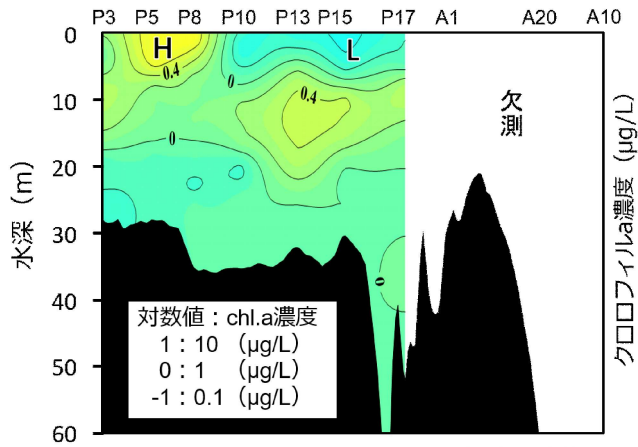 P3 P5 P8 P10 P13 P15 P17 A1 A20 A10
0
10
20
30
40
50
60
水深（m）
H
L
0.4
0
0.4
0
0
欠測
対数値：chl.a濃度
1：10 （μg/L）
0：1 （μg/L）
-1：0.1 （μg/L）
クロロフィルa濃度（μg/L）